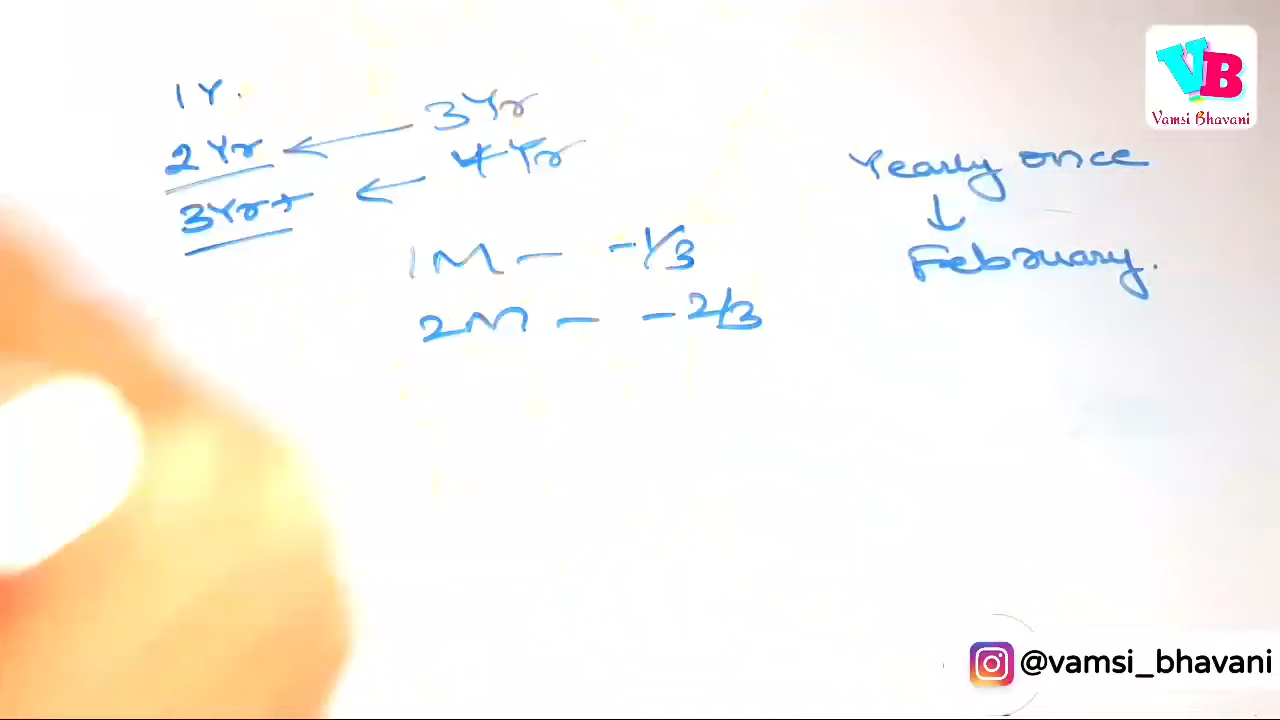 1Y.
2Yr ← 3Yr
3Yr+ ← 4Yr
1M - -1/3
2M - -2/3
Yearly once
↓
February.
VB
Vamsi Bhavani
@vamsi_bhavani